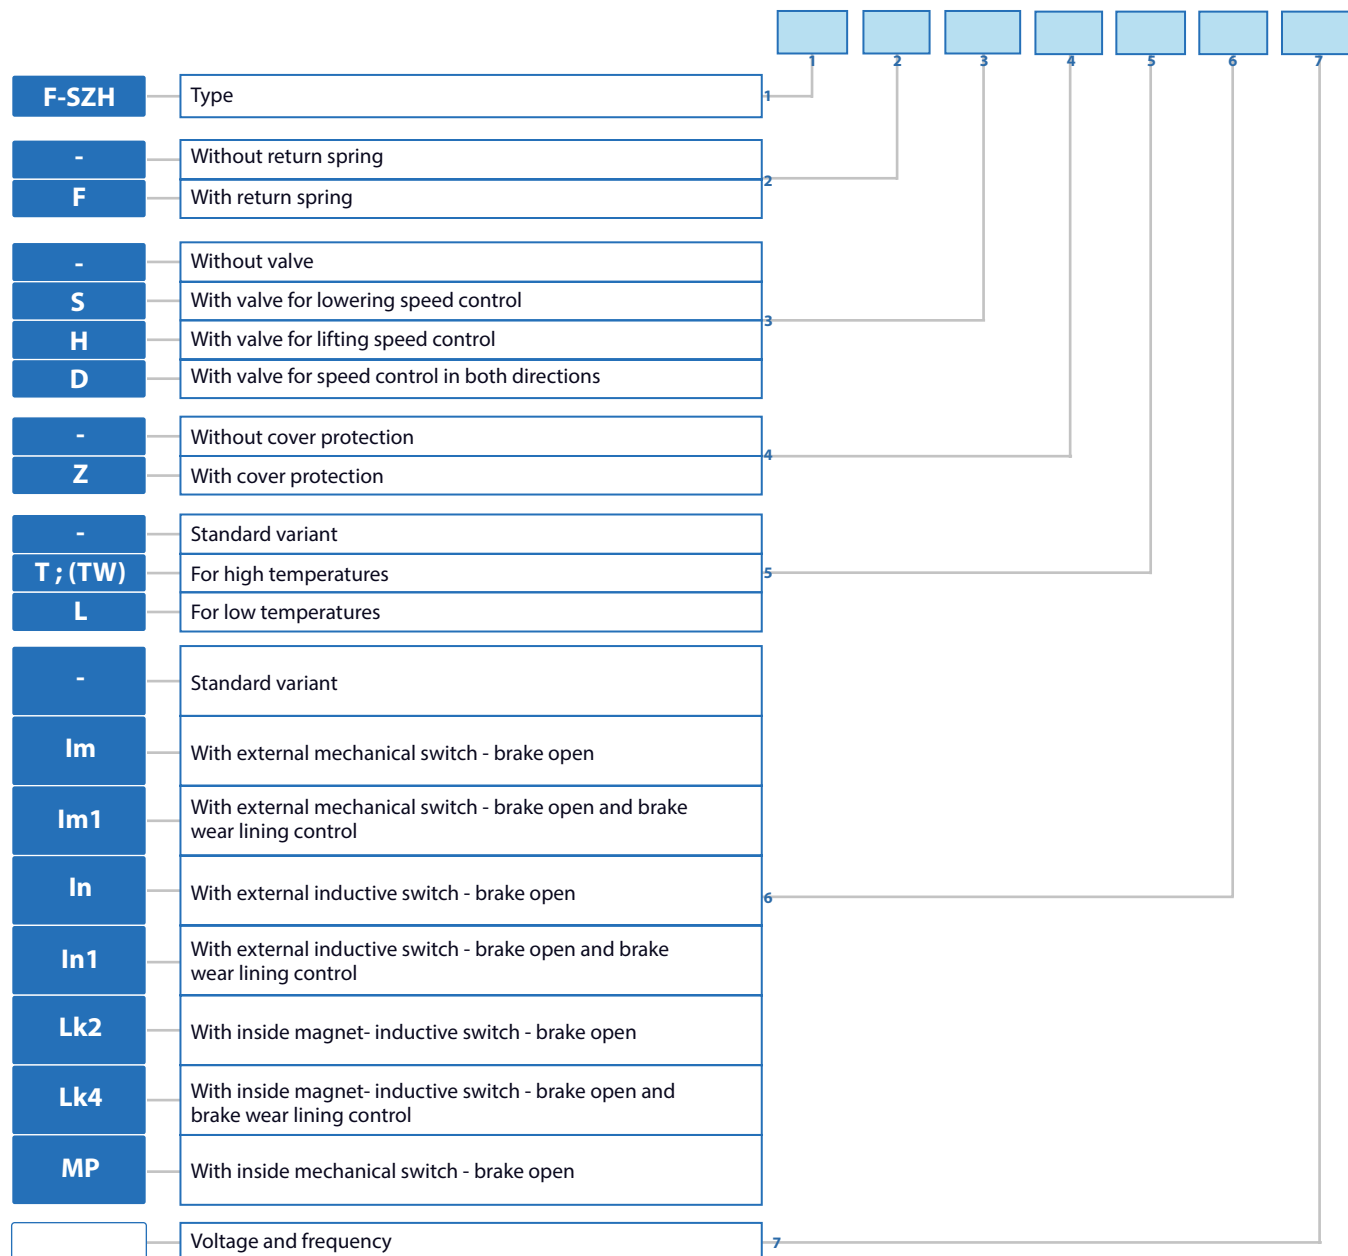 1 2 3 4 5 6 7
F-SZH Type 1
- Without return spring
2
F With return spring
- Without valve
S With valve for lowering speed control
3
H With valve for lifting speed control
D With valve for speed control in both directions
- Without cover protection
4
Z With cover protection
- Standard variant
T ; (TW) For high temperatures 5
L For low temperatures
- Standard variant
Im With external mechanical switch - brake open
Im1 With external mechanical switch - brake open and brake
wear lining control
In With external inductive switch - brake open 6
In1 With external inductive switch - brake open and brake
wear lining control
Lk2 With inside magnet- inductive switch - brake open
Lk4 With inside magnet- inductive switch - brake open and
brake wear lining control
MP With inside mechanical switch - brake open
Voltage and frequency 7